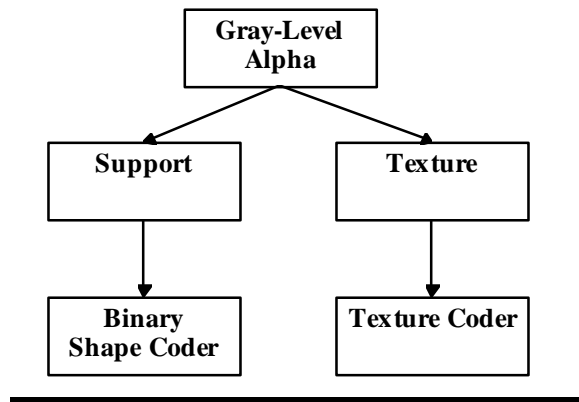 Gray-Level
Alpha
Support
Texture
Binary
Shape Coder
Texture Coder